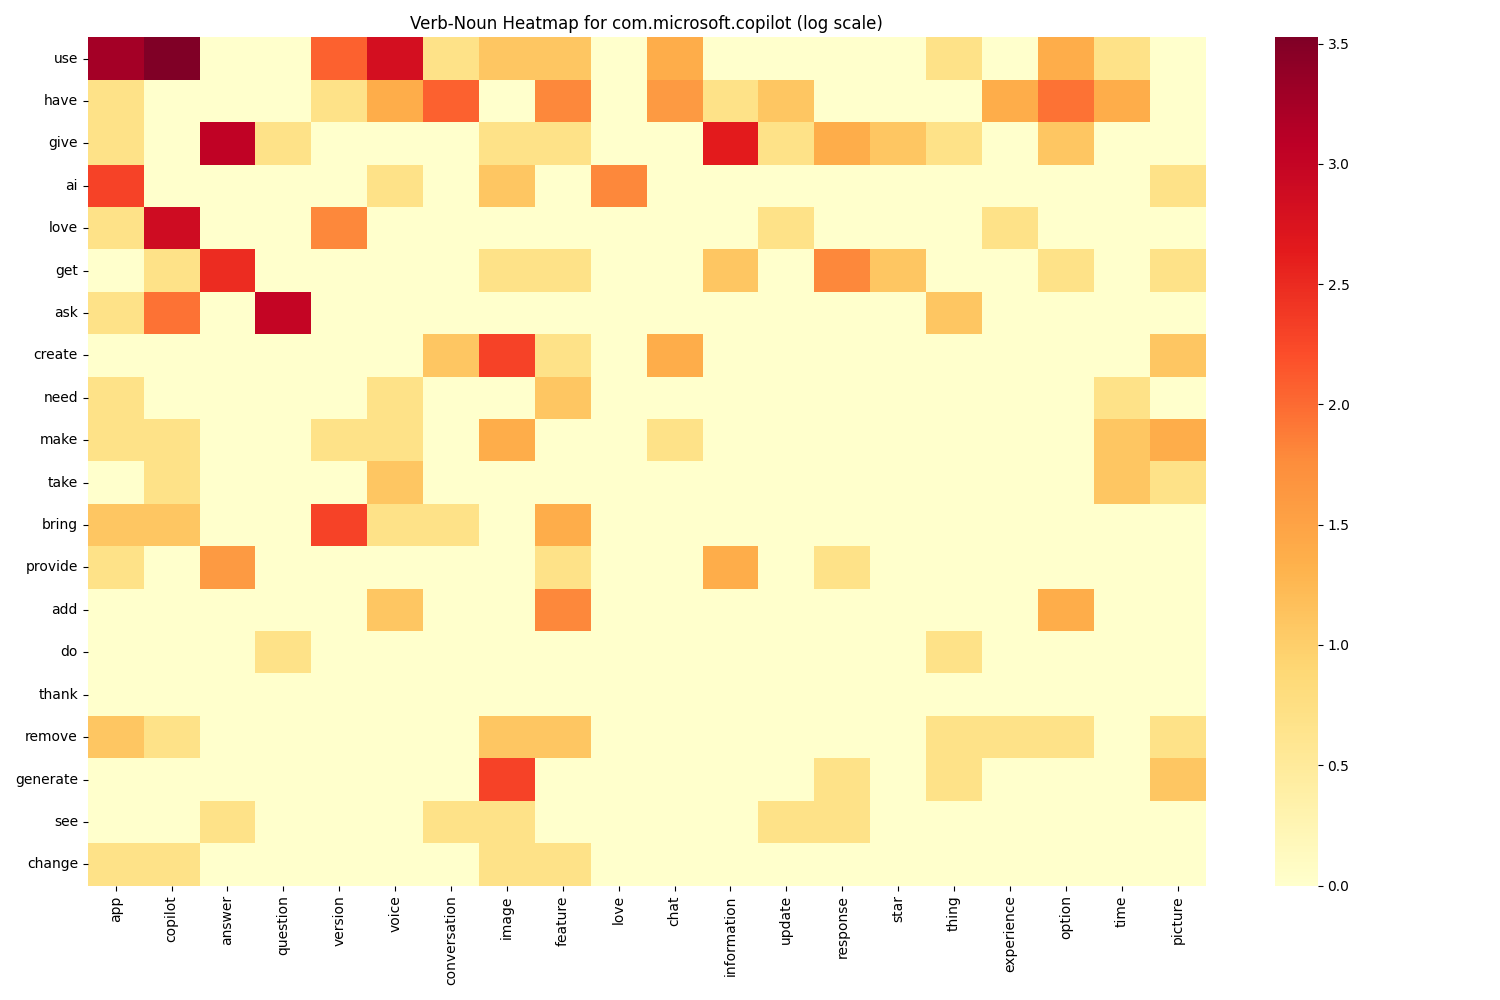 Verb-Noun Heatmap for com.microsoft.copilot (log scale)
use
have
give
ai
love
get
ask
create
need
make
take
bring
provide
add
do
thank
remove
generate
see
change
app
copilot
answer
question
version
voice
conversation
image
feature
love
chat
information
update
response
star
thing
experience
option
time
picture
3.5
3.0
2.5
2.0
1.5
1.0
0.5
0.0